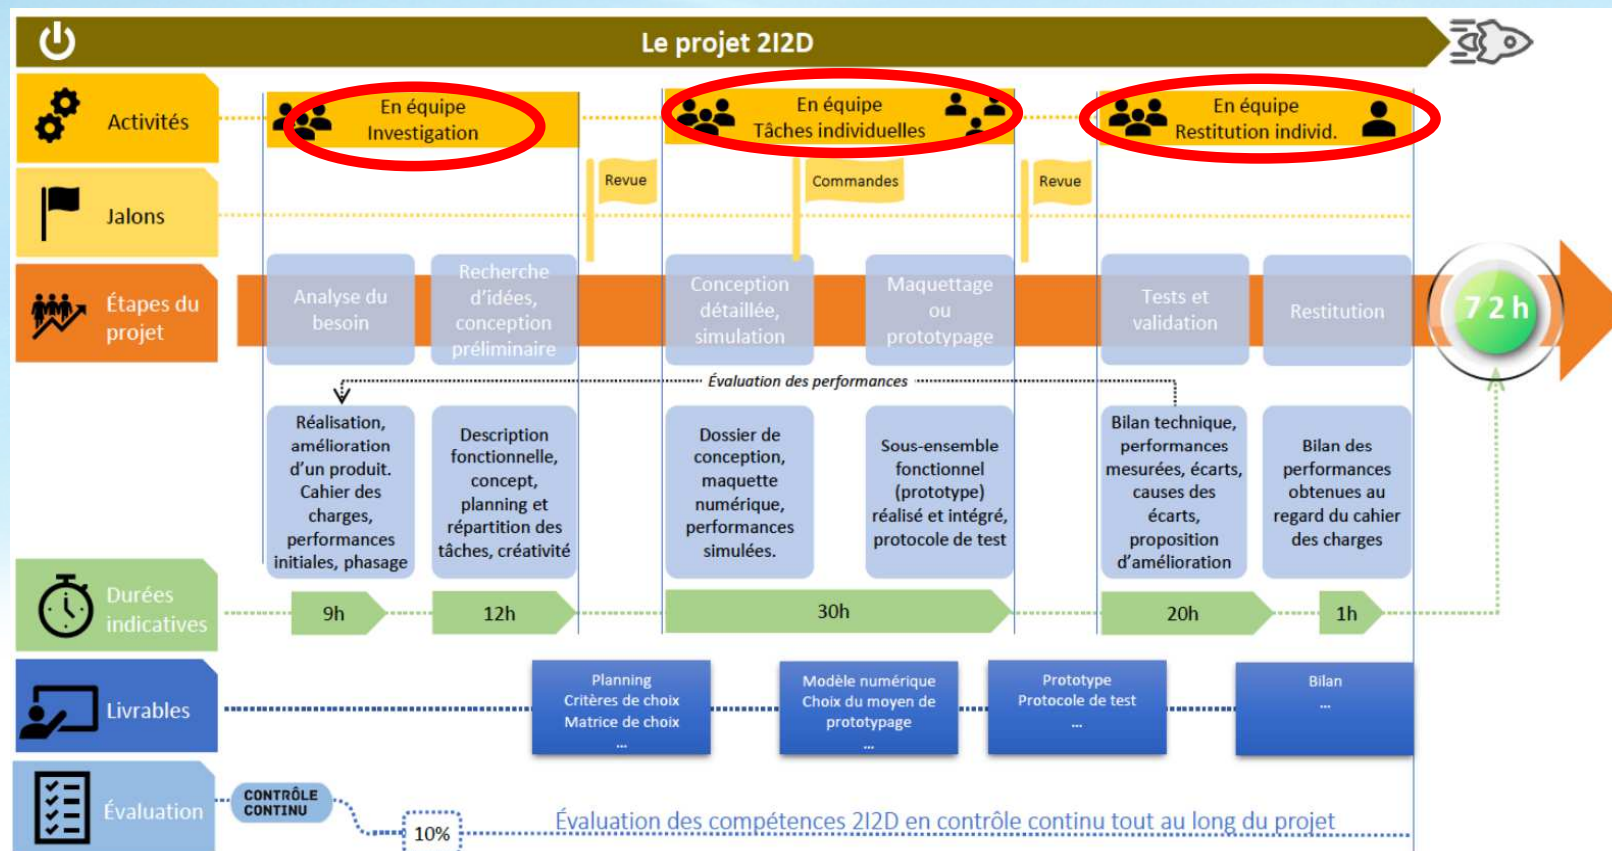 Le projet 2I2D
Activités
En équipe
Investigation
En équipe
Tâches individuelles
En équipe
Restitution individ.
Jalons
Revue
Commandes
Revue
Étapes du
projet
Analyse du
besoin
Recherche
d'idées,
conception
préliminaire
Conception
détaillée,
simulation
Maquettage
ou
prototypage
Tests et
validation
Restitution
72h
Évaluation des performances
Réalisation,
amélioration
d'un produit.
Cahier des
charges,
performances
initiales, phasage
Description
fonctionnelle,
concept,
planning et
répartition des
tâches, créativité
Dossier de
conception,
maquette
numérique,
performances
simulées.
Sous-ensemble
fonctionnel
(prototype)
réalisé et intégré,
protocole de test
Bilan technique,
performances
mesurées, écarts,
causes des
écarts,
proposition
d'amélioration
Bilan des
performances
obtenues au
regard du cahier
des charges
Durées
indicatives
9h
12h
30h
20h
1h
Livrables
Planning
Critères de choix
Matrice de choix
...
Modèle numérique
Choix du moyen de
prototypage
...
Prototype
Protocole de test
...
Bilan
...
Évaluation
CONTRÔLE
CONTINU
10%
Évaluation des compétences 2I2D en contrôle continu tout au long du projet